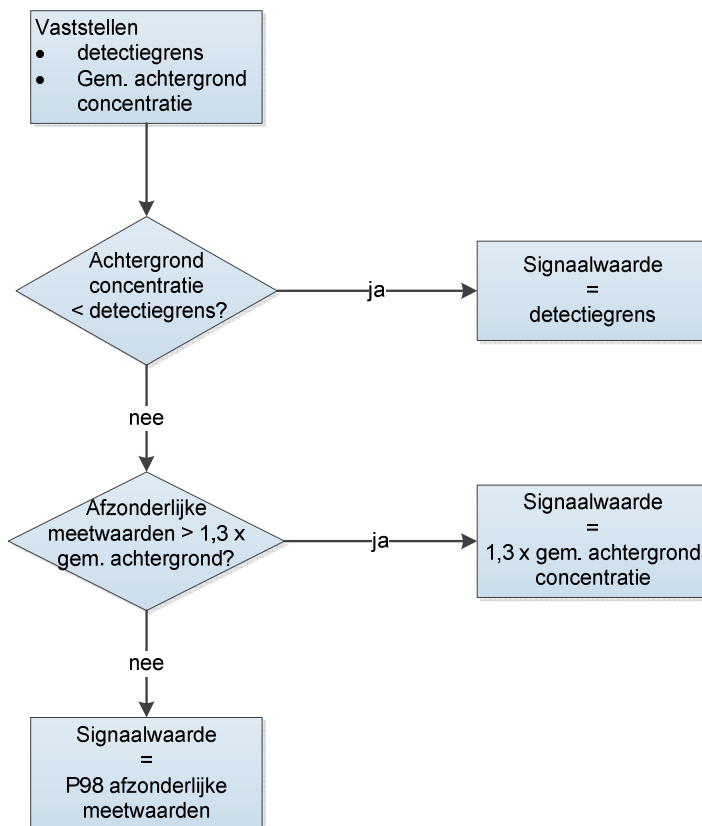 Vaststellen
• detectiegrens
• Gem. achtergrond
concentratie
Achtergrond
concentratie
< detectiegrens?
ja
Signaalwaarde
=
detectiegrens
nee
Afzonderlijke
meetwaarden > 1,3 x
gem. achtergrond?
ja
Signaalwaarde
=
1,3 x gem. achtergrond
concentratie
nee
Signaalwaarde
=
P98 afzonderlijke
meetwaarden